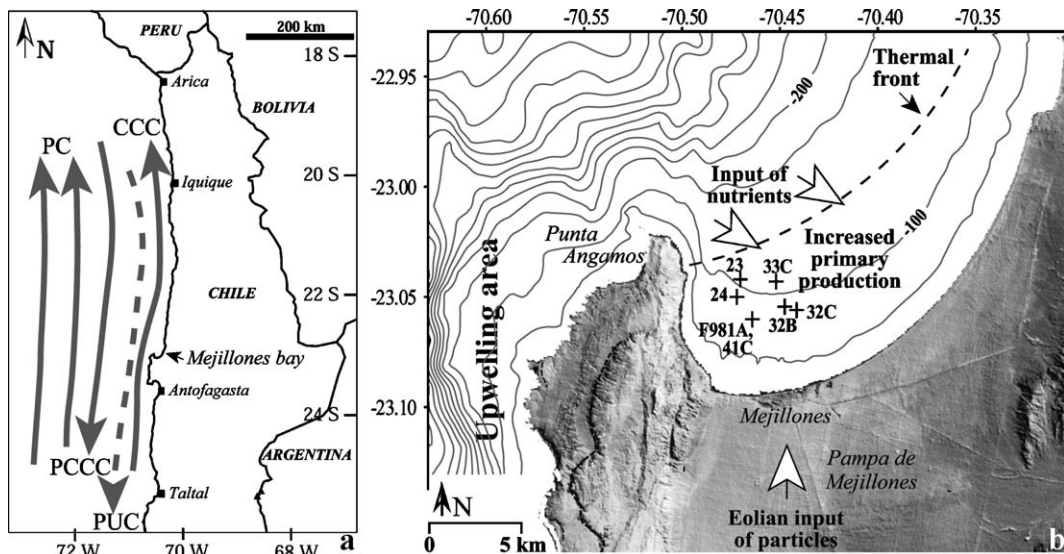 N
PERU
200 km
18 S
Arica
BOLIVIA
PC
CCC
20 S
Iquique
CHILE
22 S
Mejillones bay
Antofagasta
24 S
PCCC
ARGENTINA
Taltal
PUC
72 W
70 W
68 W
a
-70.60
-70.55
-70.50
-70.45
-70.40
-70.35
-22.95
-23.00
-23.05
-23.10
Thermal
front
-200
Input of
nutrients
-100
Punta
Angamos
Increased
primary
production
23
33C
24
32B
32C
F981A,
41C
Upwelling area
Mejillones
Pampa de
Mejillones
Eolian input
of particles
N
0
5 km